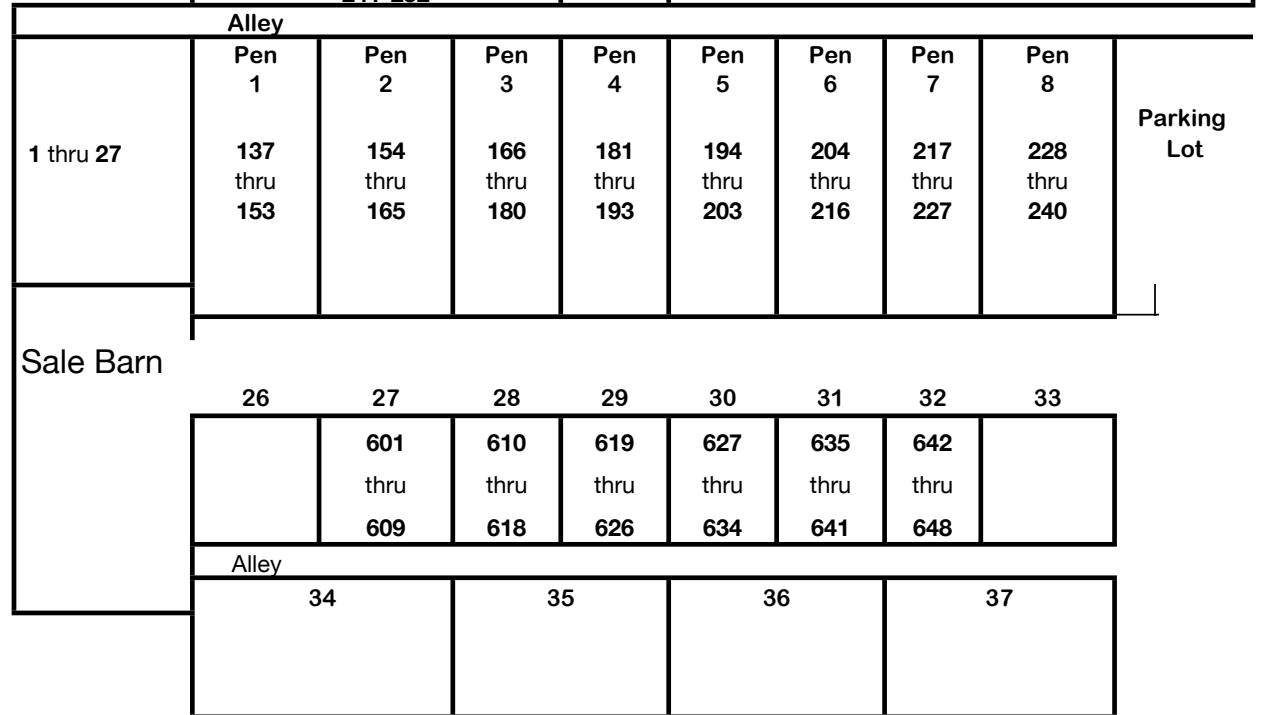 Alley
Pen Pen Pen Pen Pen Pen Pen Pen
1 2 3 4 5 6 7 8
Parking
1 thru 27 137 154 166 181 194 204 217 228 Lot
thru thru thru thru thru thru thru thru
153 165 180 193 203 216 227 240
Sale Barn
26 27 28 29 30 31 32 33
601 610 619 627 635 642
thru thru thru thru thru thru
609 618 626 634 641 648
Alley
34 35 36 37